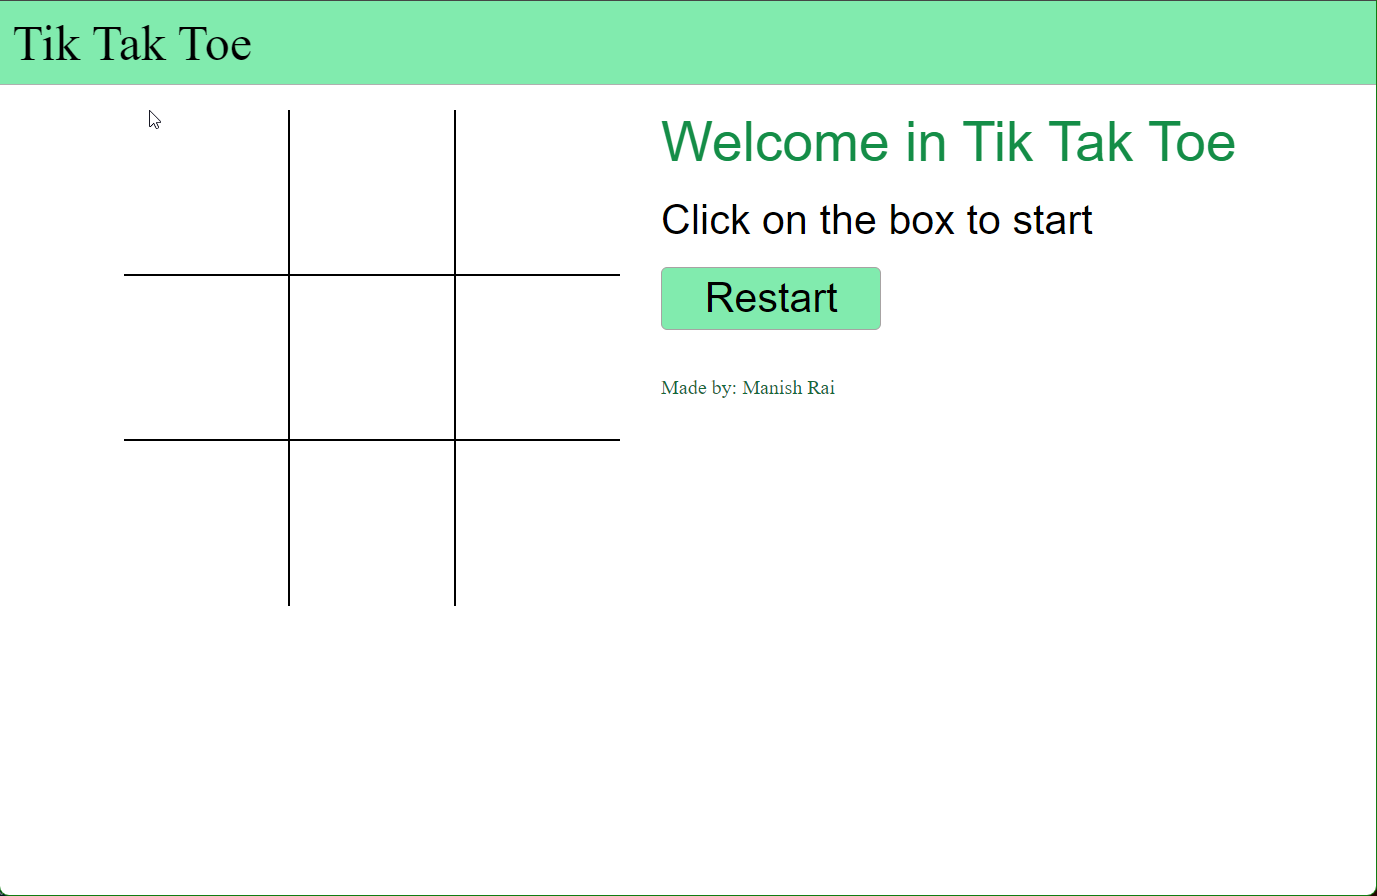 Tik Tak Toe
Welcome in Tik Tak Toe
Click on the box to start
Restart
Made by: Manish Rai